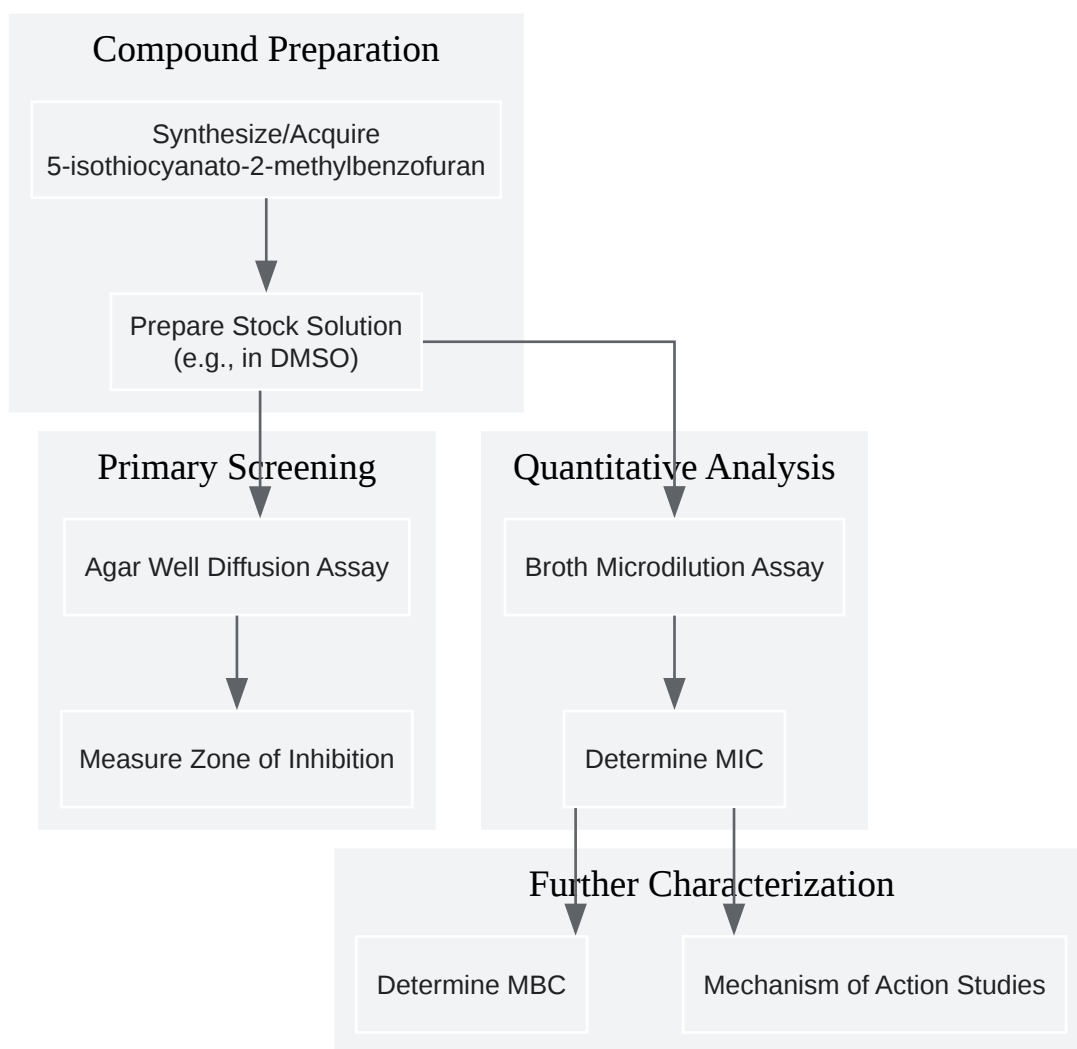 Compound Preparation
Synthesize/Acquire
5-isothiocyanato-2-methylbenzofuran
Prepare Stock Solution
(e.g., in DMSO)
Primary Screening
Agar Well Diffusion Assay
Measure Zone of Inhibition
Quantitative Analysis
Broth Microdilution Assay
Determine MIC
Further Characterization
Determine MBC
Mechanism of Action Studies